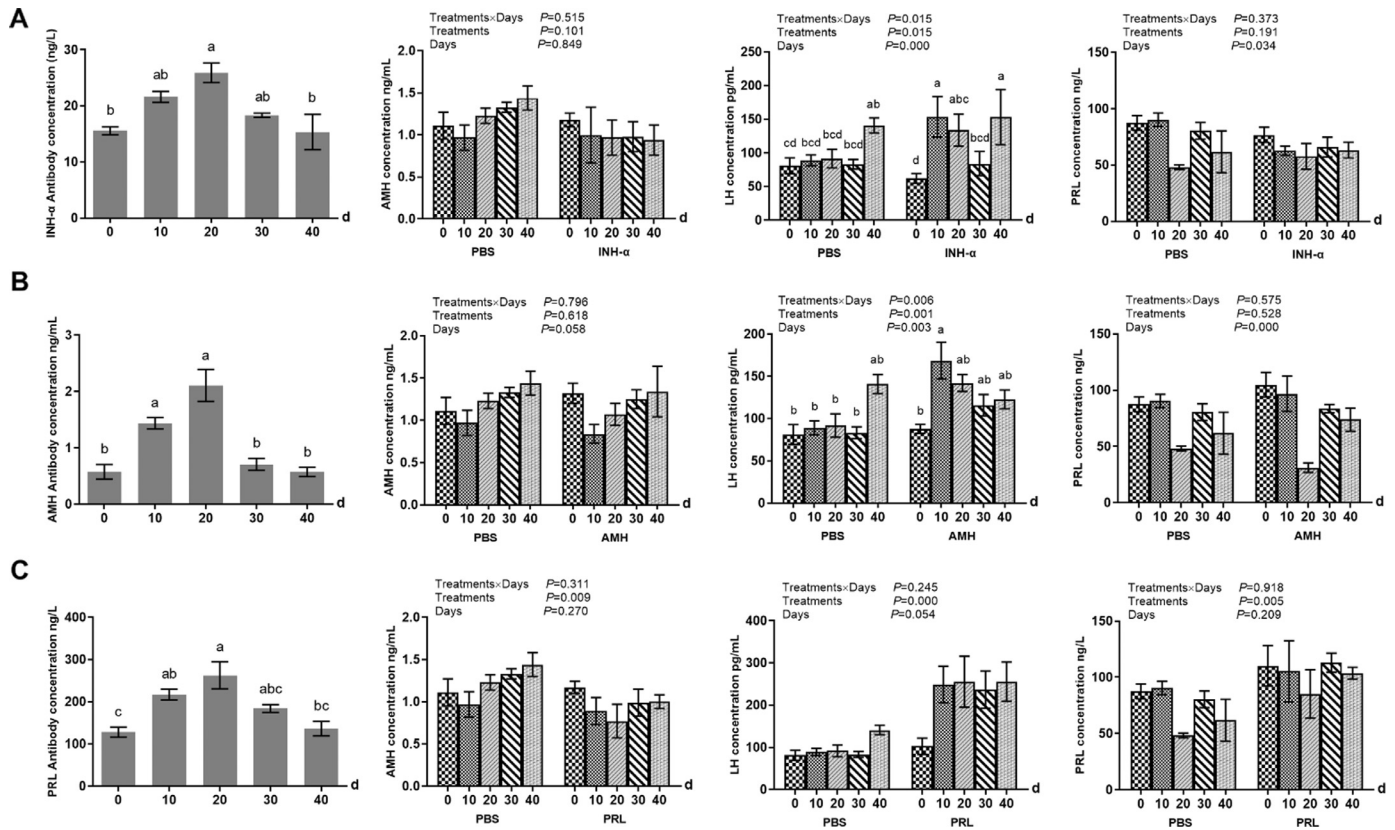 A
INH-α Antibody concentration (ng/L)
30
20
10
0
b
ab
a
ab
b
0 10 20 30 40 d
Treatments×Days P=0.515
Treatments P=0.101
Days P=0.849
AMH concentration ng/mL
2.0
1.5
1.0
0.5
0.0
0 10 20 30 40 0 10 20 30 40 d
PBS INH-α
Treatments×Days P=0.015
Treatments P=0.015
Days P=0.000
LH concentration pg/mL
250
200
150
100
50
0
cd bcd bcd bcd ab d a abc bcd a
0 10 20 30 40 0 10 20 30 40 d
PBS INH-α
Treatments×Days P=0.373
Treatments P=0.191
Days P=0.034
PRL concentration ng/L
150
100
50
0
0 10 20 30 40 0 10 20 30 40 d
PBS INH-α
B
AMH Antibody concentration ng/mL
3
2
1
0
b
a
a
b
b
0 10 20 30 40 d
Treatments×Days P=0.796
Treatments P=0.618
Days P=0.058
AMH concentration ng/mL
2.0
1.5
1.0
0.5
0.0
0 10 20 30 40 0 10 20 30 40 d
PBS AMH
Treatments×Days P=0.006
Treatments P=0.001
Days P=0.003
LH concentration pg/mL
200
150
100
50
0
b b b b ab b a ab ab ab
0 10 20 30 40 0 10 20 30 40 d
PBS AMH
Treatments×Days P=0.575
Treatments P=0.528
Days P=0.000
PRL concentration ng/L
150
100
50
0
0 10 20 30 40 0 10 20 30 40 d
PBS AMH
C
PRL Antibody concentration ng/L
400
300
200
100
0
c
ab
a
abc
bc
0 10 20 30 40 d
Treatments×Days P=0.311
Treatments P=0.009
Days P=0.270
AMH concentration ng/mL
2.0
1.5
1.0
0.5
0.0
0 10 20 30 40 0 10 20 30 40 d
PBS PRL
Treatments×Days P=0.245
Treatments P=0.000
Days P=0.054
LH concentration pg/mL
400
300
200
100
0
0 10 20 30 40 0 10 20 30 40 d
PBS PRL
Treatments×Days P=0.918
Treatments P=0.005
Days P=0.209
PRL concentration ng/L
150
100
50
0
0 10 20 30 40 0 10 20 30 40 d
PBS PRL